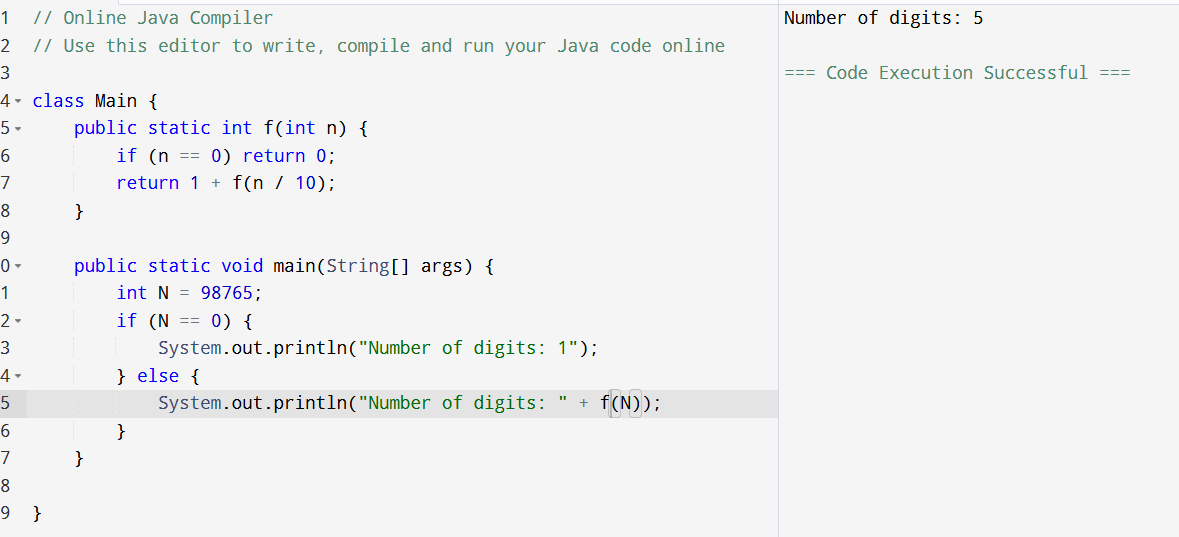 1 // Online Java Compiler
2 // Use this editor to write, compile and run your Java code online
3
4 class Main {
5     public static int f(int n) {
6         if (n == 0) return 0;
7         return 1 + f(n / 10);
8     }
9
0     public static void main(String[] args) {
1         int N = 98765;
2         if (N == 0) {
3             System.out.println("Number of digits: 1");
4         } else {
5             System.out.println("Number of digits: " + f(N));
6         }
7     }
8
9 }
Number of digits: 5
=== Code Execution Successful ===